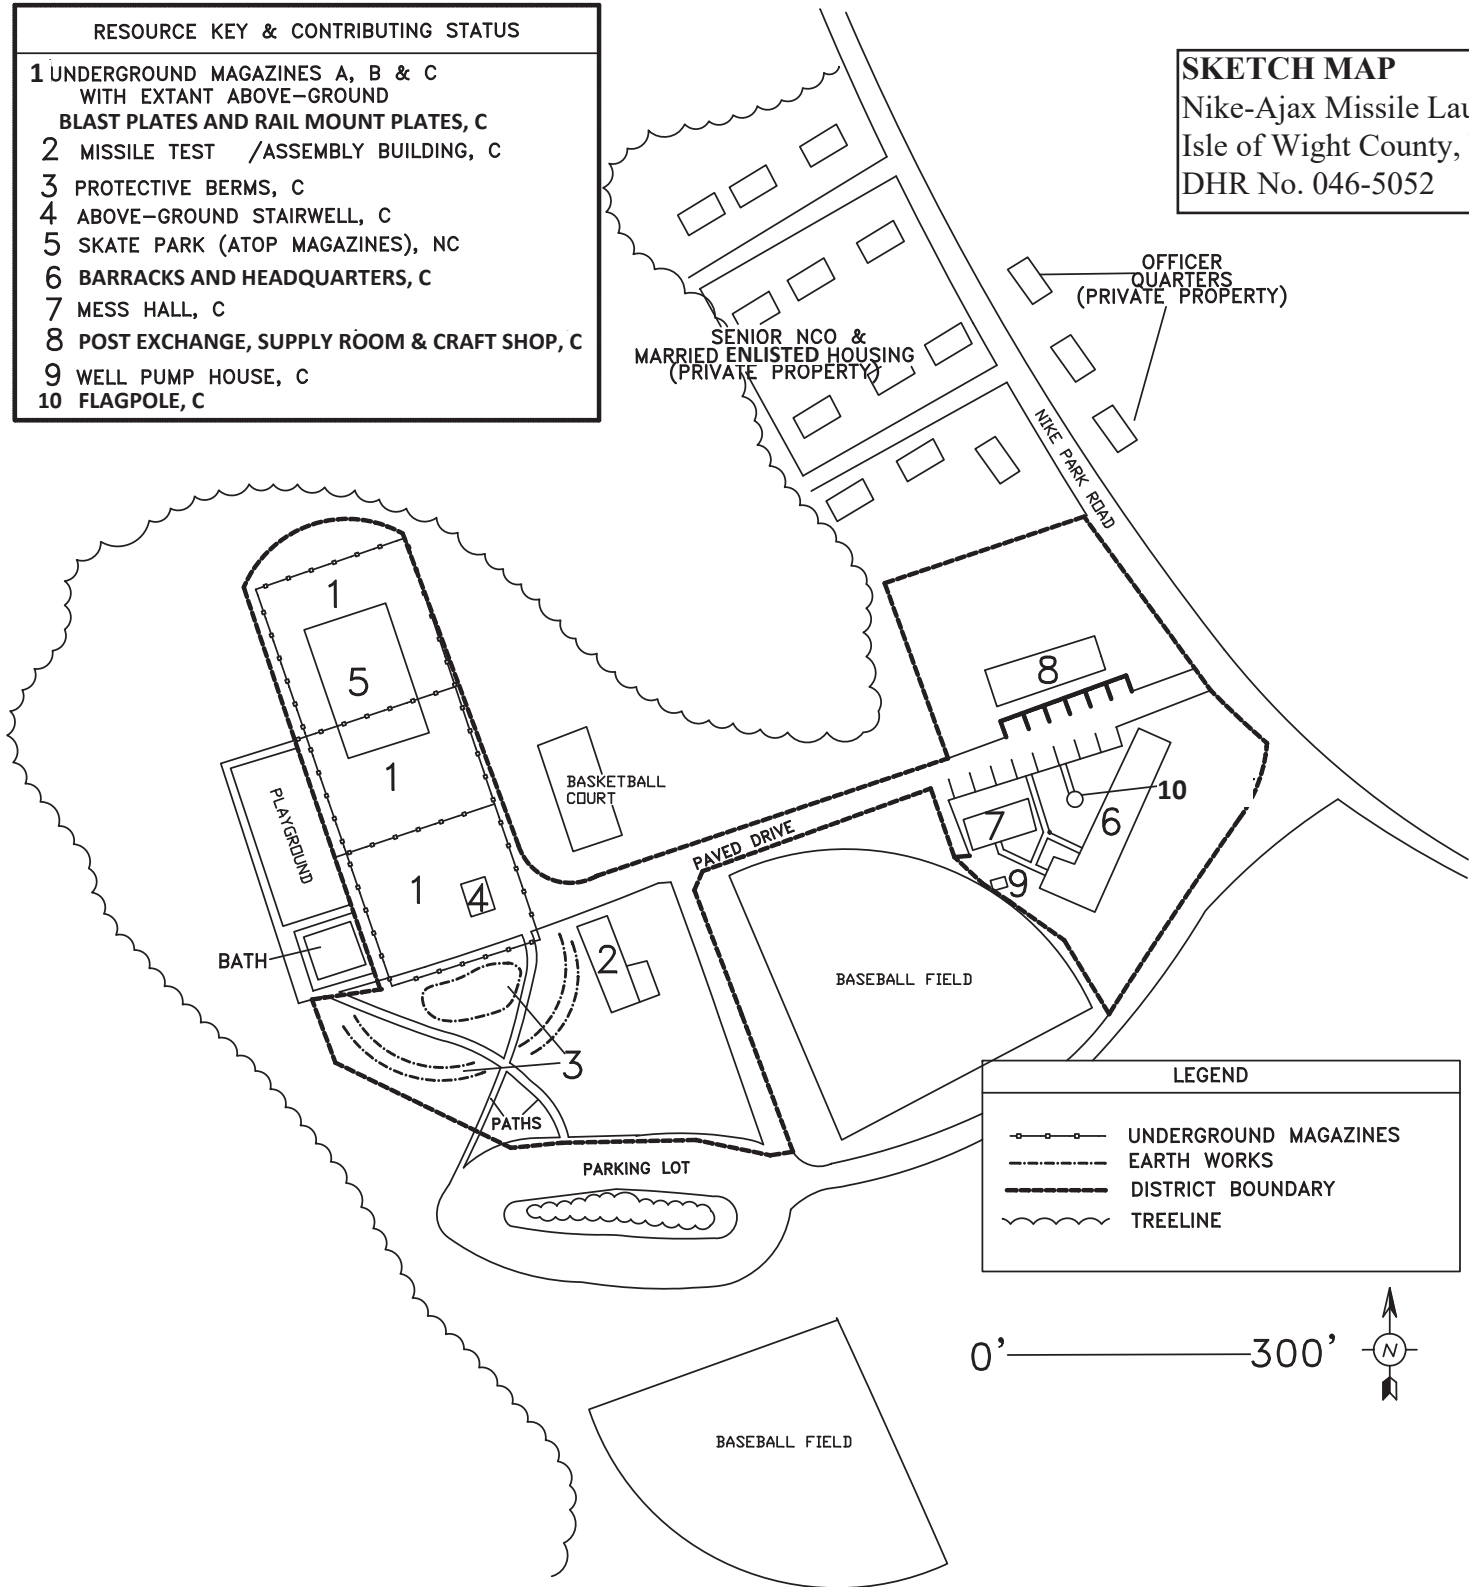 RESOURCE KEY & CONTRIBUTING STATUS
1 UNDERGROUND MAGAZINES A, B & C
WITH EXTANT ABOVE-GROUND
BLAST PLATES AND RAIL MOUNT PLATES, C
2 MISSILE TEST /ASSEMBLY BUILDING, C
3 PROTECTIVE BERMS, C
4 ABOVE-GROUND STAIRWELL, C
5 SKATE PARK (ATOP MAGAZINES), NC
6 BARRACKS AND HEADQUARTERS, C
7 MESS HALL, C
8 POST EXCHANGE, SUPPLY ROOM & CRAFT SHOP, C
9 WELL PUMP HOUSE, C
10 FLAGPOLE, C
SKETCH MAP
Nike-Ajax Missile Lau
Isle of Wight County,
DHR No. 046-5052
OFFICER
QUARTERS
(PRIVATE PROPERTY)
SENIOR NCO &
MARRIED ENLISTED HOUSING
(PRIVATE PROPERTY)
NIKE PARK ROAD
1
5
8
1
BASKETBALL
COURT
PLAYGROUND
10
7
6
PAVED DRIVE
1
4
9
BATH
2
BASEBALL FIELD
3
PATHS
PARKING LOT
LEGEND
UNDERGROUND MAGAZINES
EARTH WORKS
DISTRICT BOUNDARY
TREELINE
0' 300'
N
BASEBALL FIELD